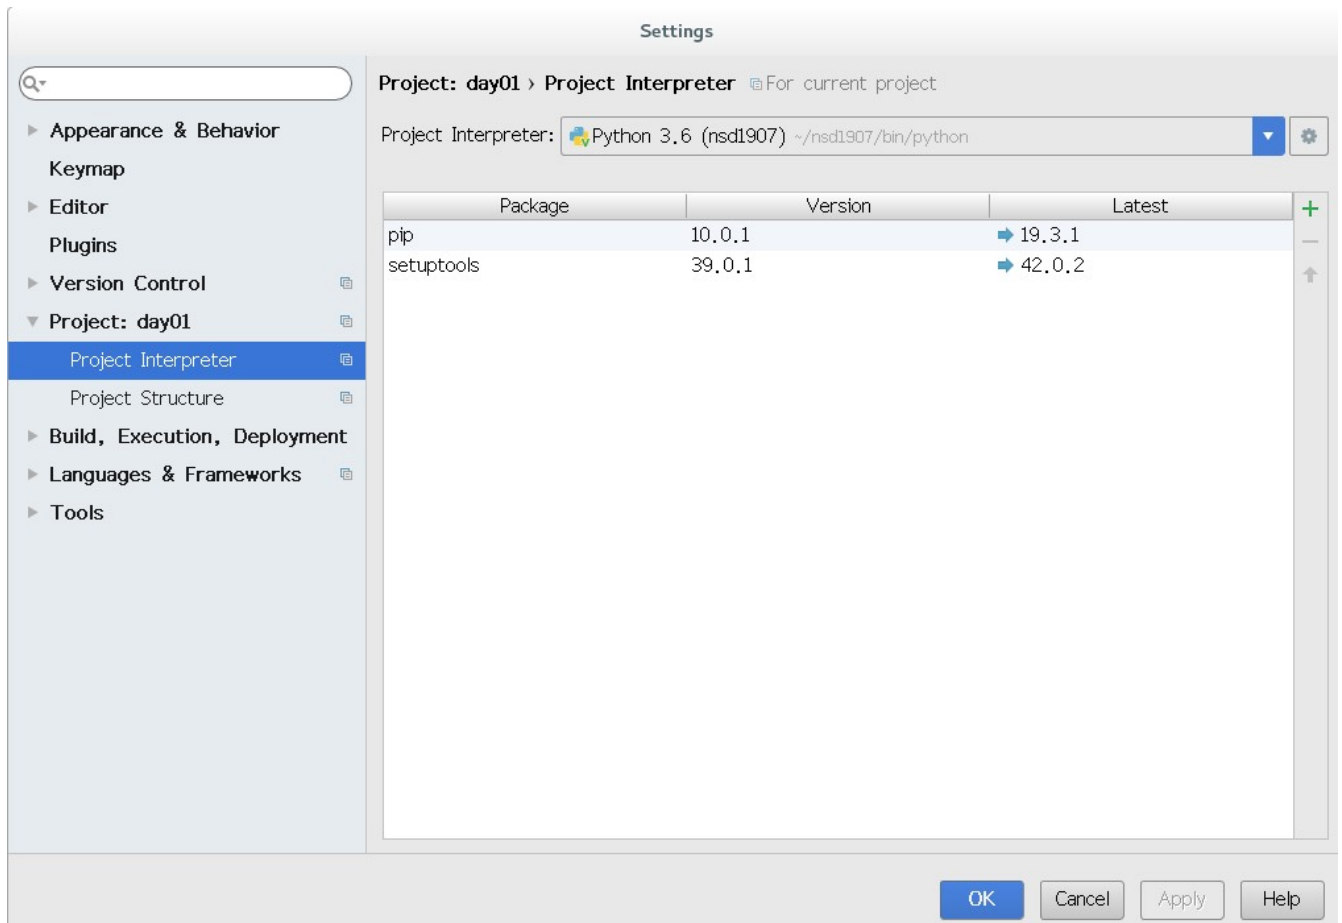 Settings
Project: day01 › Project Interpreter For current project
Appearance & Behavior
Keymap
Editor
Plugins
Version Control
Project: day01
Project Interpreter
Project Structure
Build, Execution, Deployment
Languages & Frameworks
Tools
Project Interpreter: Python 3.6 (nsd1907) ~/nsd1907/bin/python
Package Version Latest
pip 10.0.1 19.3.1
setuptools 39.0.1 42.0.2
OK Cancel Apply Help